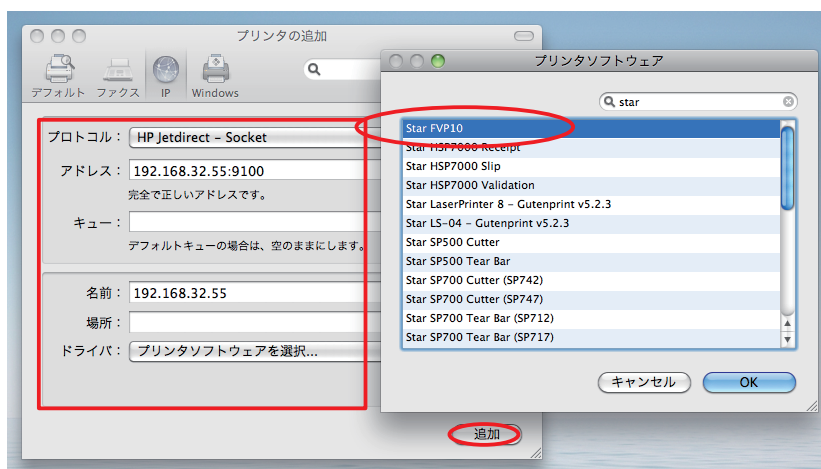 プリンタの追加
デフォルト ファクス IP Windows
プロトコル： HP Jetdirect – Socket
アドレス： 192.168.32.55:9100
完全で正しいアドレスです。
キュー：
デフォルトキューの場合は、空のままにします。
名前： 192.168.32.55
場所：
ドライバ： プリンタソフトウェアを選択...
追加
プリンタソフトウェア
star
Star FVP10
Star HSP7000 Receipt
Star HSP7000 Slip
Star HSP7000 Validation
Star LaserPrinter 8 – Gutenprint v5.2.3
Star LS-04 – Gutenprint v5.2.3
Star SP500 Cutter
Star SP500 Tear Bar
Star SP700 Cutter (SP742)
Star SP700 Cutter (SP747)
Star SP700 Tear Bar (SP712)
Star SP700 Tear Bar (SP717)
キャンセル OK